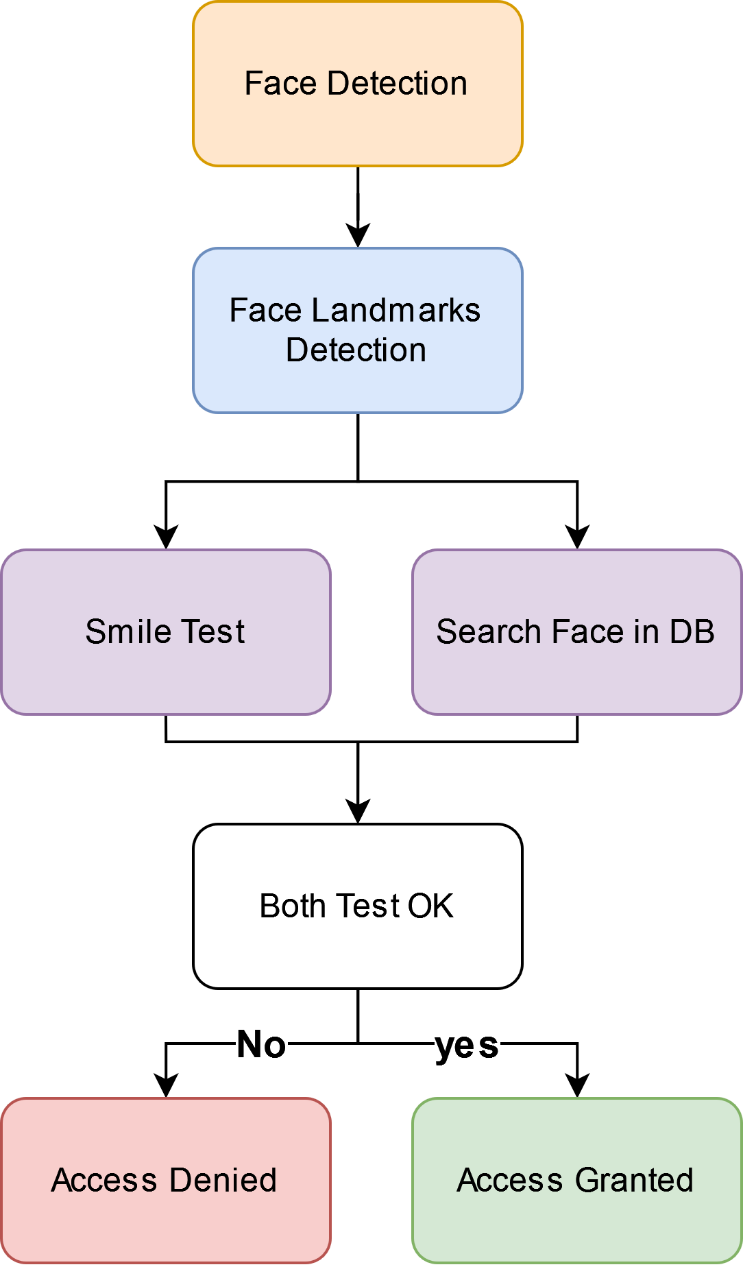 Face Detection
Face Landmarks
Detection
Smile Test
Search Face in DB
Both Test OK
No
yes
Access Denied
Access Granted